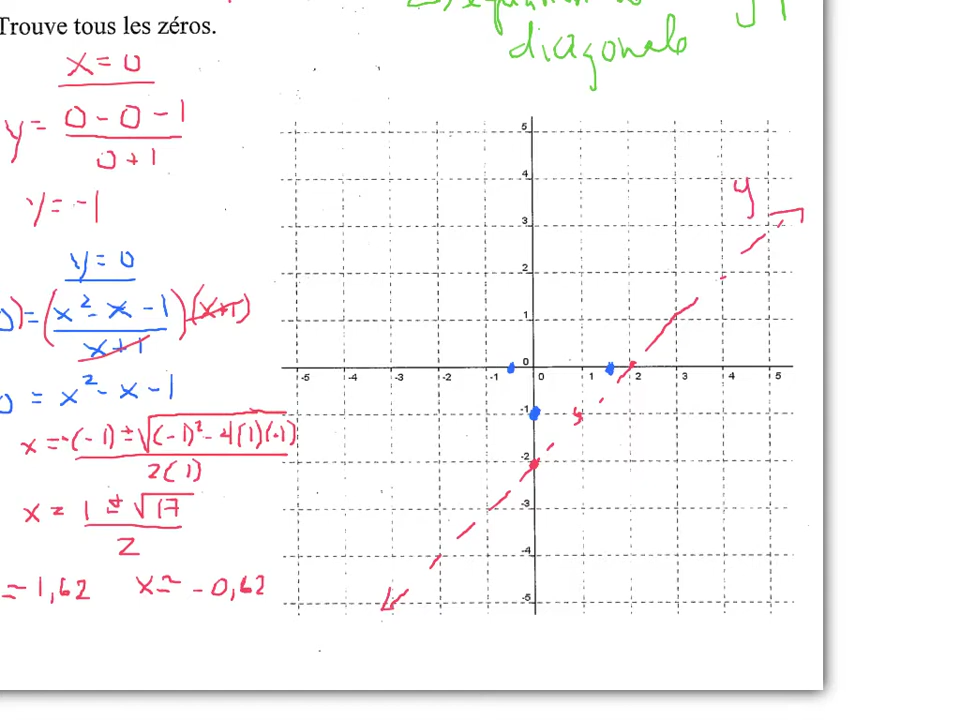 équation
Trouve tous les zéros.
diagonale
x = 0
y = 0 - 0 - 1
0 + 1
y = -1
y = 0
0) = (x² - x - 1) (x+1)
x + 1
0 = x² - x - 1
x = -(-1) ± √(-1)² - 4(1)(-1)
2(1)
x = 1 ± √17
2
= 1,62 x = -0,62
y
5
4
3
2
1
0
-5 -4 -3 -2 -1 0 1 2 3 4 5
-1
-2
-3
-4
-5